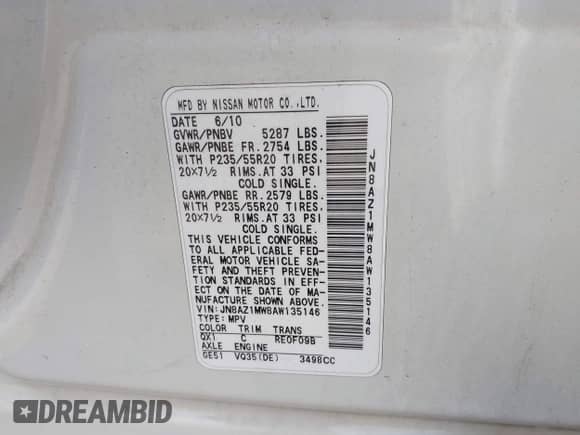 MFD BY NISSAN MOTOR CO.,LTD.
DATE 6/10
GVWR/PNBV 5287 LBS.
GAWR/PNBE FR. 2754 LBS.
WITH P235/55R20 TIRES.
20×7½ RIMS.AT 33 PSI
COLD SINGLE.
GAWR/PNBE RR. 2579 LBS.
WITH P235/55R20 TIRES.
20×7½ RIMS.AT 33 PSI
COLD SINGLE.
THIS VEHICLE CONFORMS
TO ALL APPLICABLE FED-
ERAL MOTOR VEHICLE SA-
FETY AND THEFT PREVEN-
TION STANDARDS IN EFF-
ECT ON THE DATE OF MA-
NUFACTURE SHOWN ABOVE.
VIN:JN8AZ1MW8AW135146
TYPE:MPV
COLOR TRIM TRANS
QX1 C RE0F09B
AXLE ENGINE
GE51 VQ35(DE) 3498CC
JN8AZ1MW8AW135146
DREAMBID